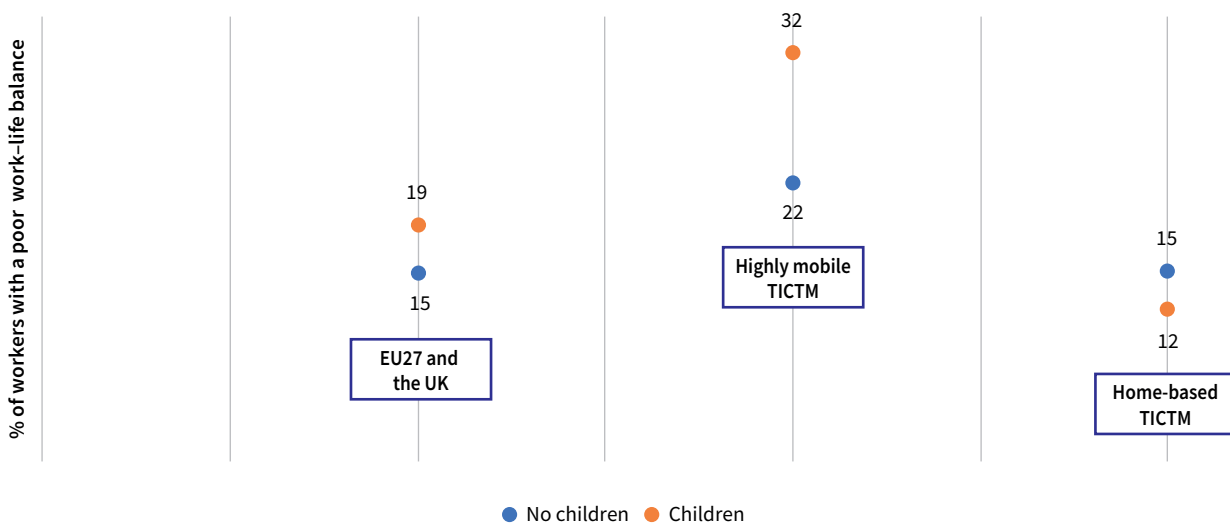 % of workers with a poor work–life balance
32
19
22
15
15
12
Highly mobile
TICTM
EU27 and
the UK
Home-based
TICTM
No children
Children